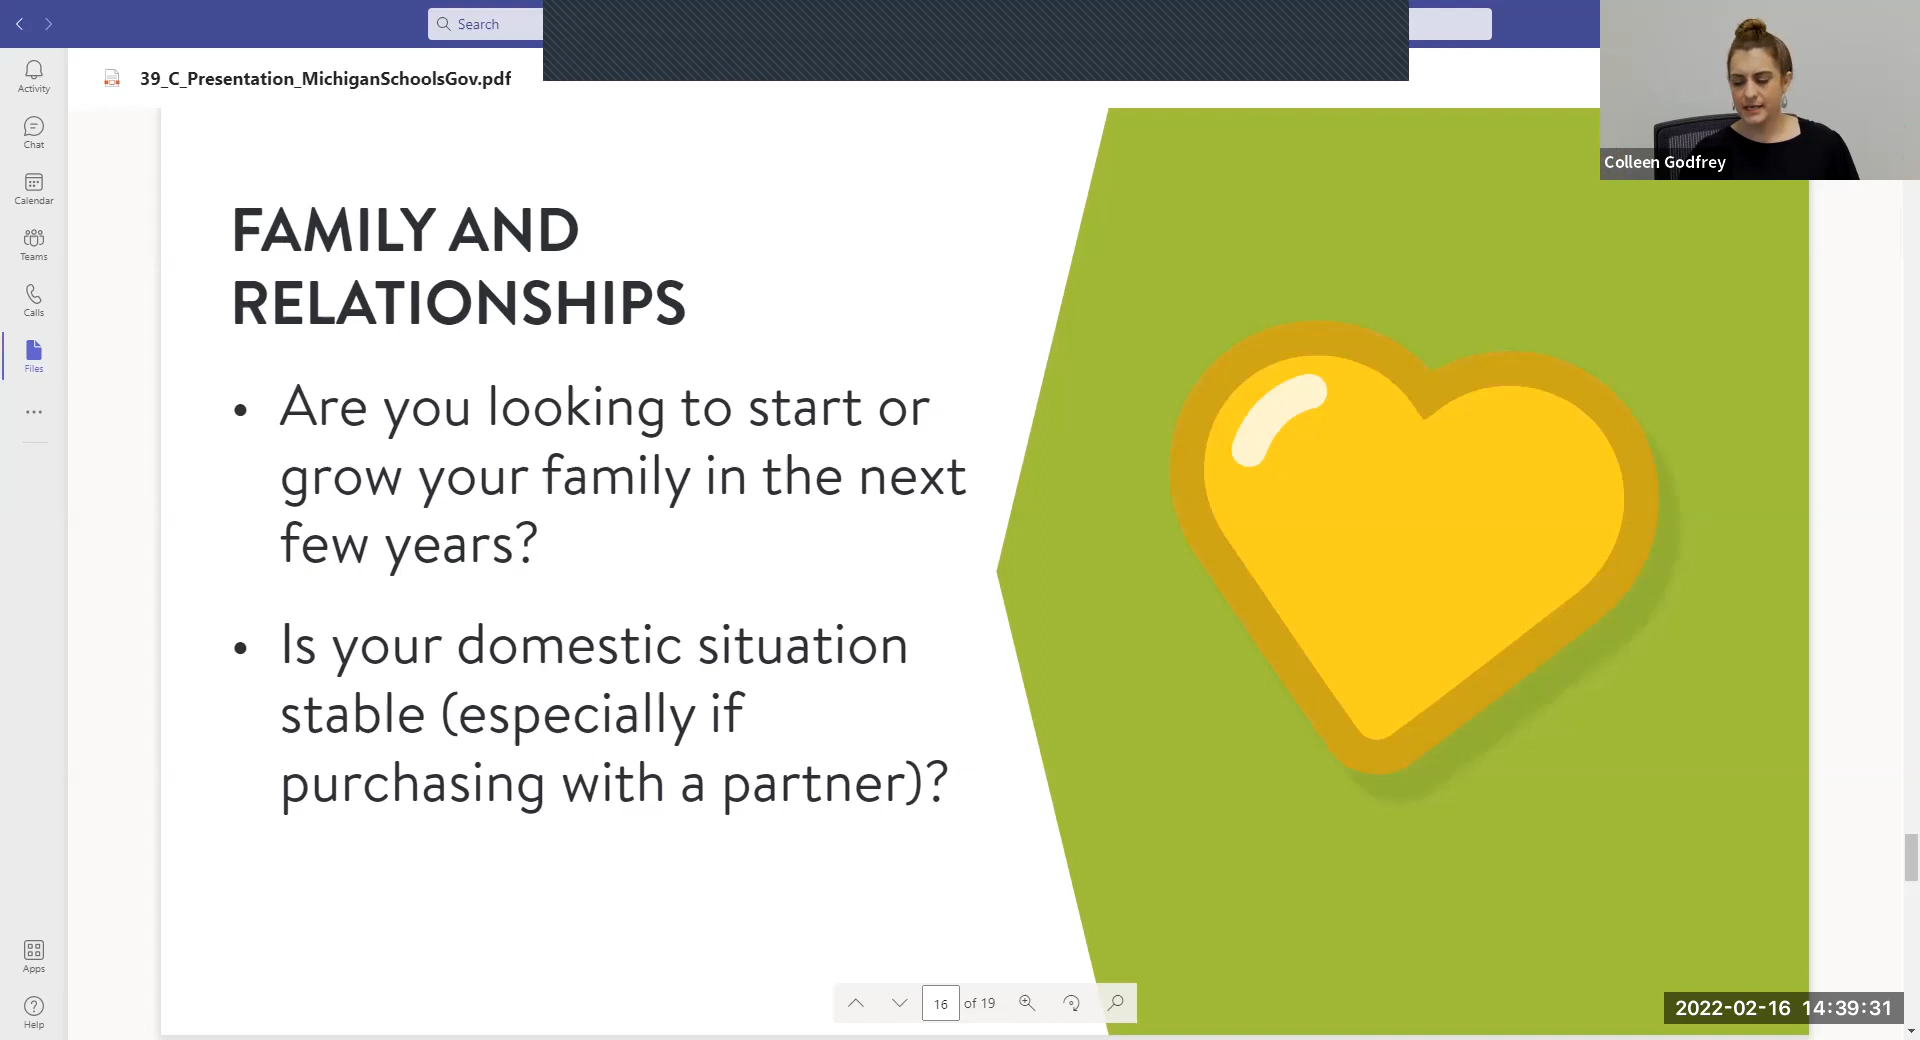 Search
Activity
Chat
Calendar
Teams
Calls
Files
Apps
Help
39_C_Presentation_MichiganSchoolsGov.pdf
Colleen Godfrey
FAMILY AND
RELATIONSHIPS
• Are you looking to start or
grow your family in the next
few years?
• Is your domestic situation
stable (especially if
purchasing with a partner)?
16 of 19
2022-02-16 14:39:31